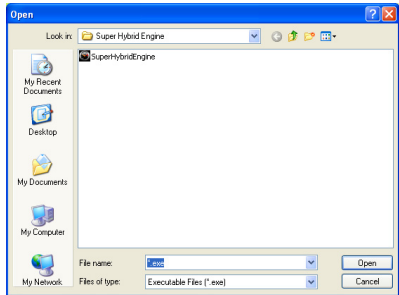 Open
Look in: Super Hybrid Engine
SuperHybridEngine
My Recent
Documents
Desktop
My Documents
My Computer
My Network
File name: *.exe Open
Files of type: Executable Files (*.exe) Cancel